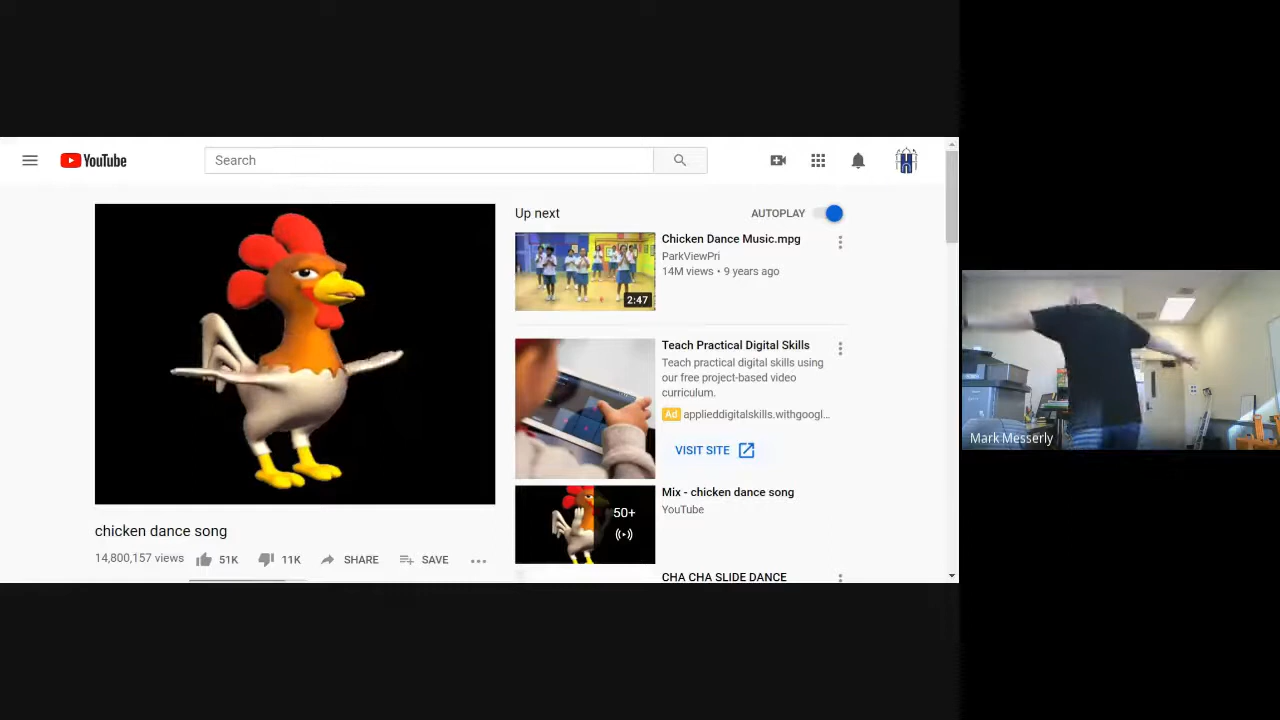 YouTube
Search
Up next
AUTOPLAY
Chicken Dance Music.mpg
ParkViewPri
14M views • 9 years ago
2:47
Teach Practical Digital Skills
Teach practical digital skills using
our free project-based video
curriculum.
Ad applieddigitalskills.withgoogl...
VISIT SITE
Mix - chicken dance song
YouTube
50+
CHA CHA SLIDE DANCE
chicken dance song
14,800,157 views
51K
11K
SHARE
SAVE
Mark Messerly